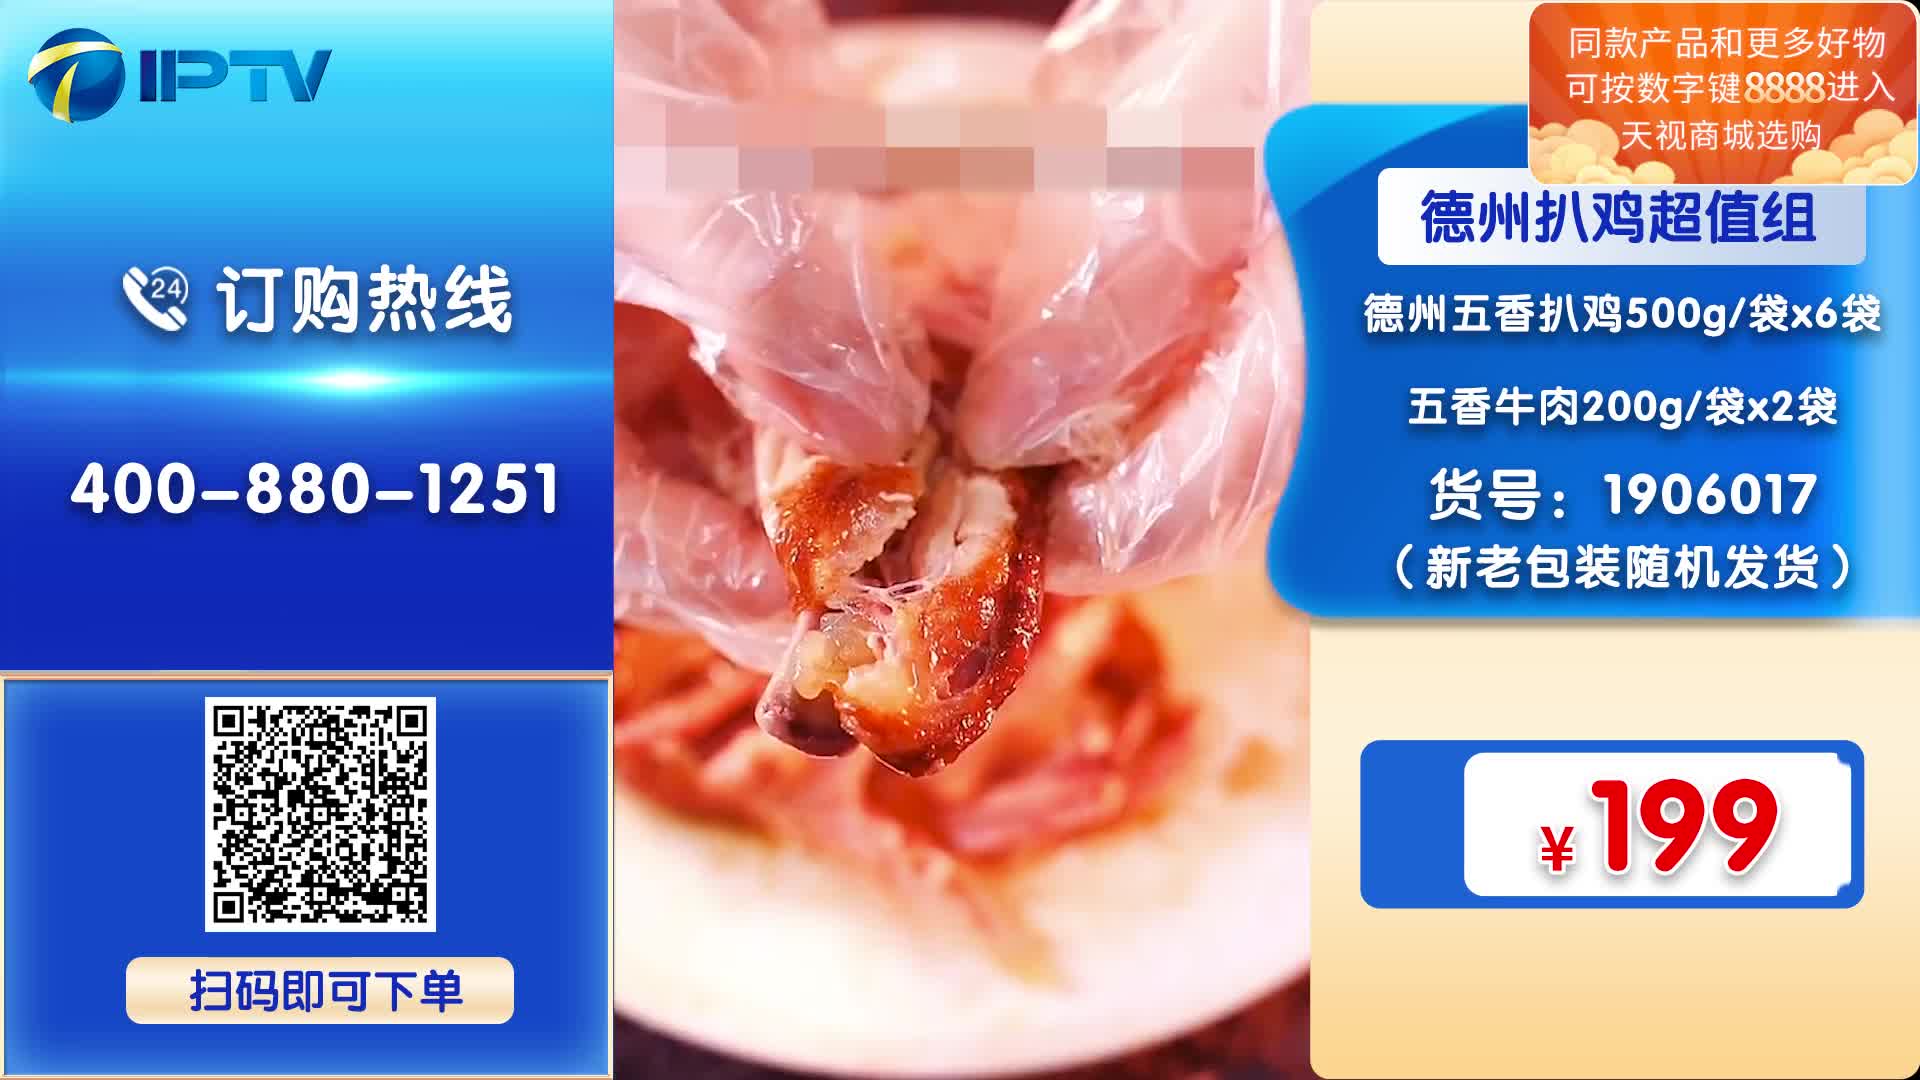 IPTV
24
订购热线
400-880-1251
扫码即可下单
同款产品和更多好物
可按数字键8888进入
天视商城选购
德州扒鸡超值组
德州五香扒鸡500g/袋x6袋
五香牛肉200g/袋x2袋
货号：1906017
（新老包装随机发货）
¥199